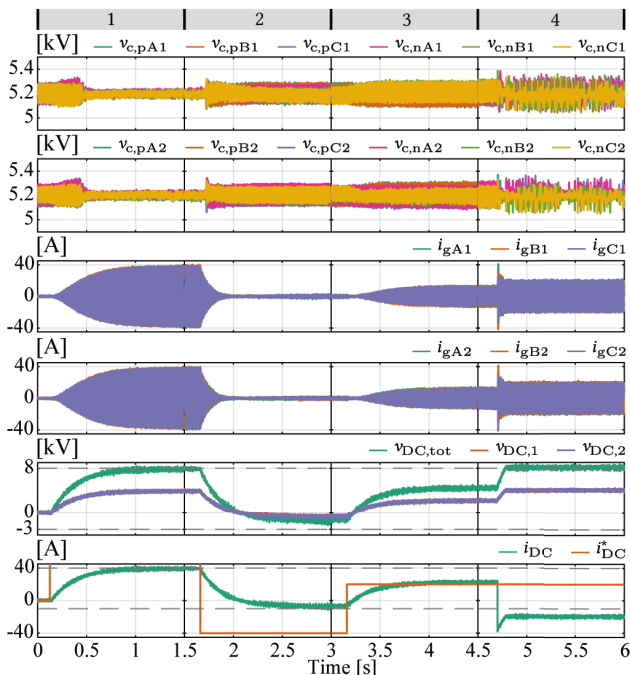 1 2 3 4
[kV] v_c,pA1 v_c,pB1 v_c,pC1 v_c,nA1 v_c,nB1 v_c,nC1
5.4
5.2
5
[kV] v_c,pA2 v_c,pB2 v_c,pC2 v_c,nA2 v_c,nB2 v_c,nC2
5.4
5.2
5
[A] i_gA1 i_gB1 i_gC1
40
0
-40
[A] i_gA2 i_gB2 i_gC2
40
0
-40
[kV] v_DC,tot v_DC,1 v_DC,2
8
0
-3
[A] i_DC i*_DC
40
0
-40
0 0.5 1 1.5 2 2.5 3 3.5 4 4.5 5 5.5 6
Time [s]